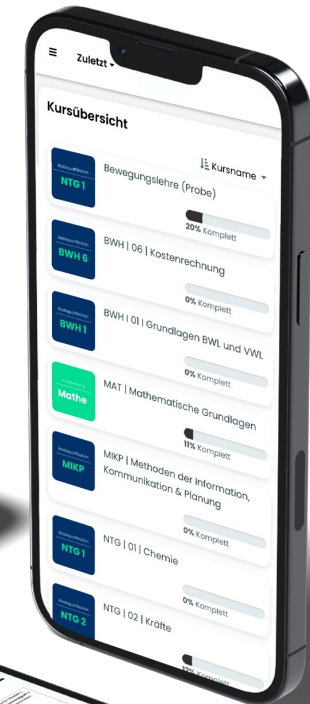 Zuletzt
Kursübersicht
Kursname
NTG 1
Bewegungslehre (Probe)
20% Komplett
BWH 6
BWH | 06 | Kostenrechnung
0% Komplett
BWH 1
BWH | 01 | Grundlagen BWL und VWL
0% Komplett
Mathe
MAT | Mathematische Grundlagen
11% Komplett
MIKP
MIKP | Methoden der Information,
Kommunikation & Planung
0% Komplett
NTG 1
NTG | 01 | Chemie
0% Komplett
NTG 2
NTG | 02 | Kräfte
12% Komplett